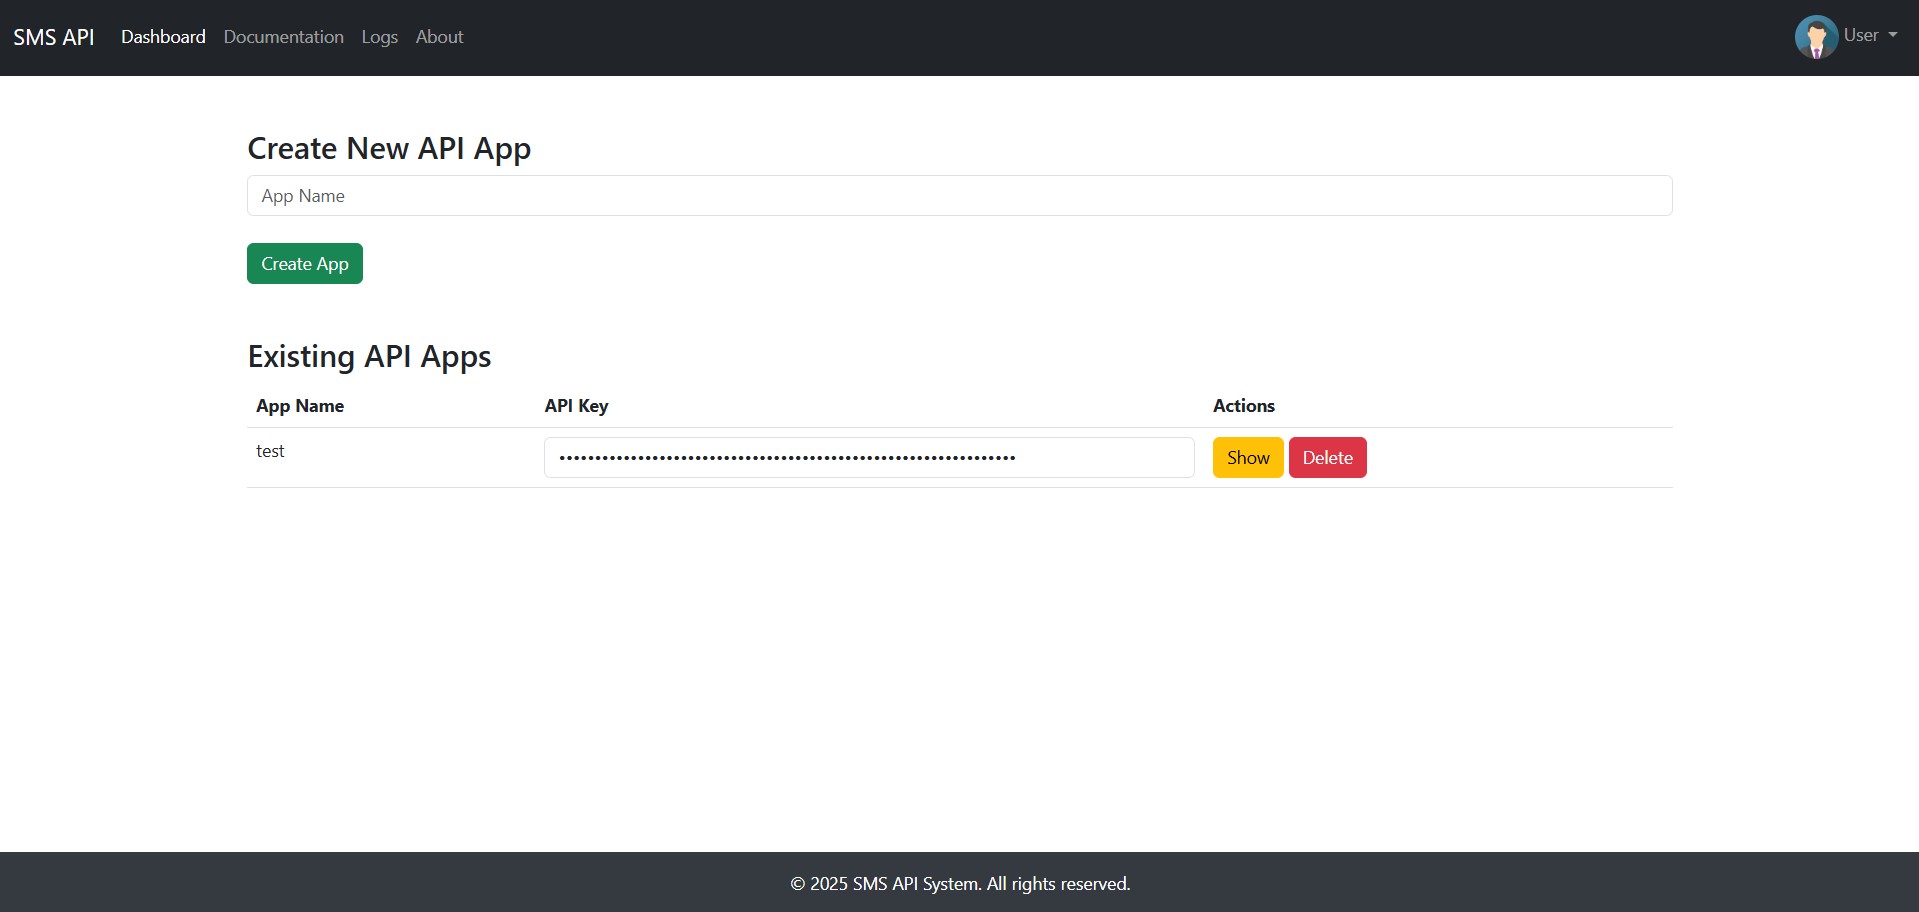 SMS API Dashboard Documentation Logs About User
Create New API App
App Name
Create App
Existing API Apps
App Name API Key Actions
test •••••••••••••••••••••••••••••••••••••••••••••••••••••••••••••••• Show Delete
© 2025 SMS API System. All rights reserved.